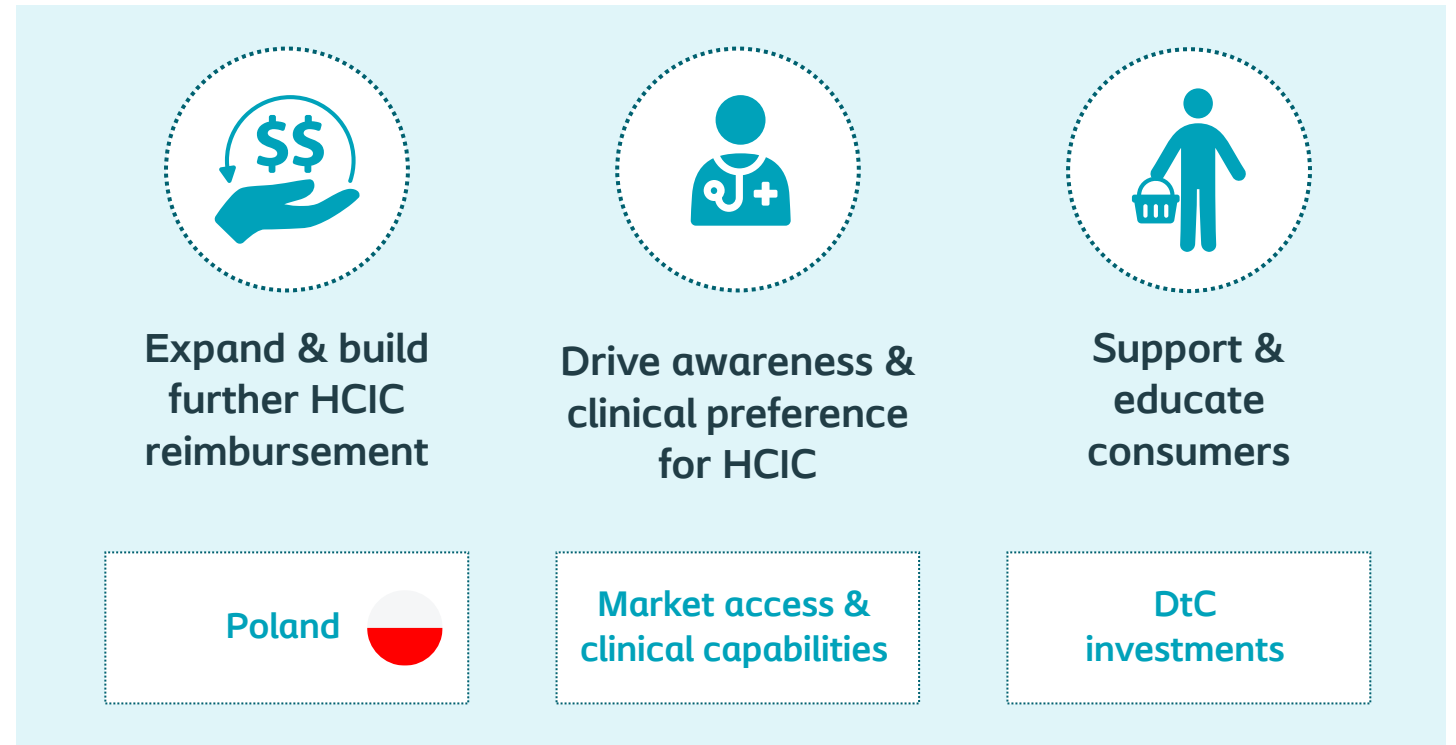 $$
Expand & build
further HCIC
reimbursement
Drive awareness &
clinical preference
for HCIC
Support &
educate
consumers
Poland
Market access &
clinical capabilities
DtC
investments